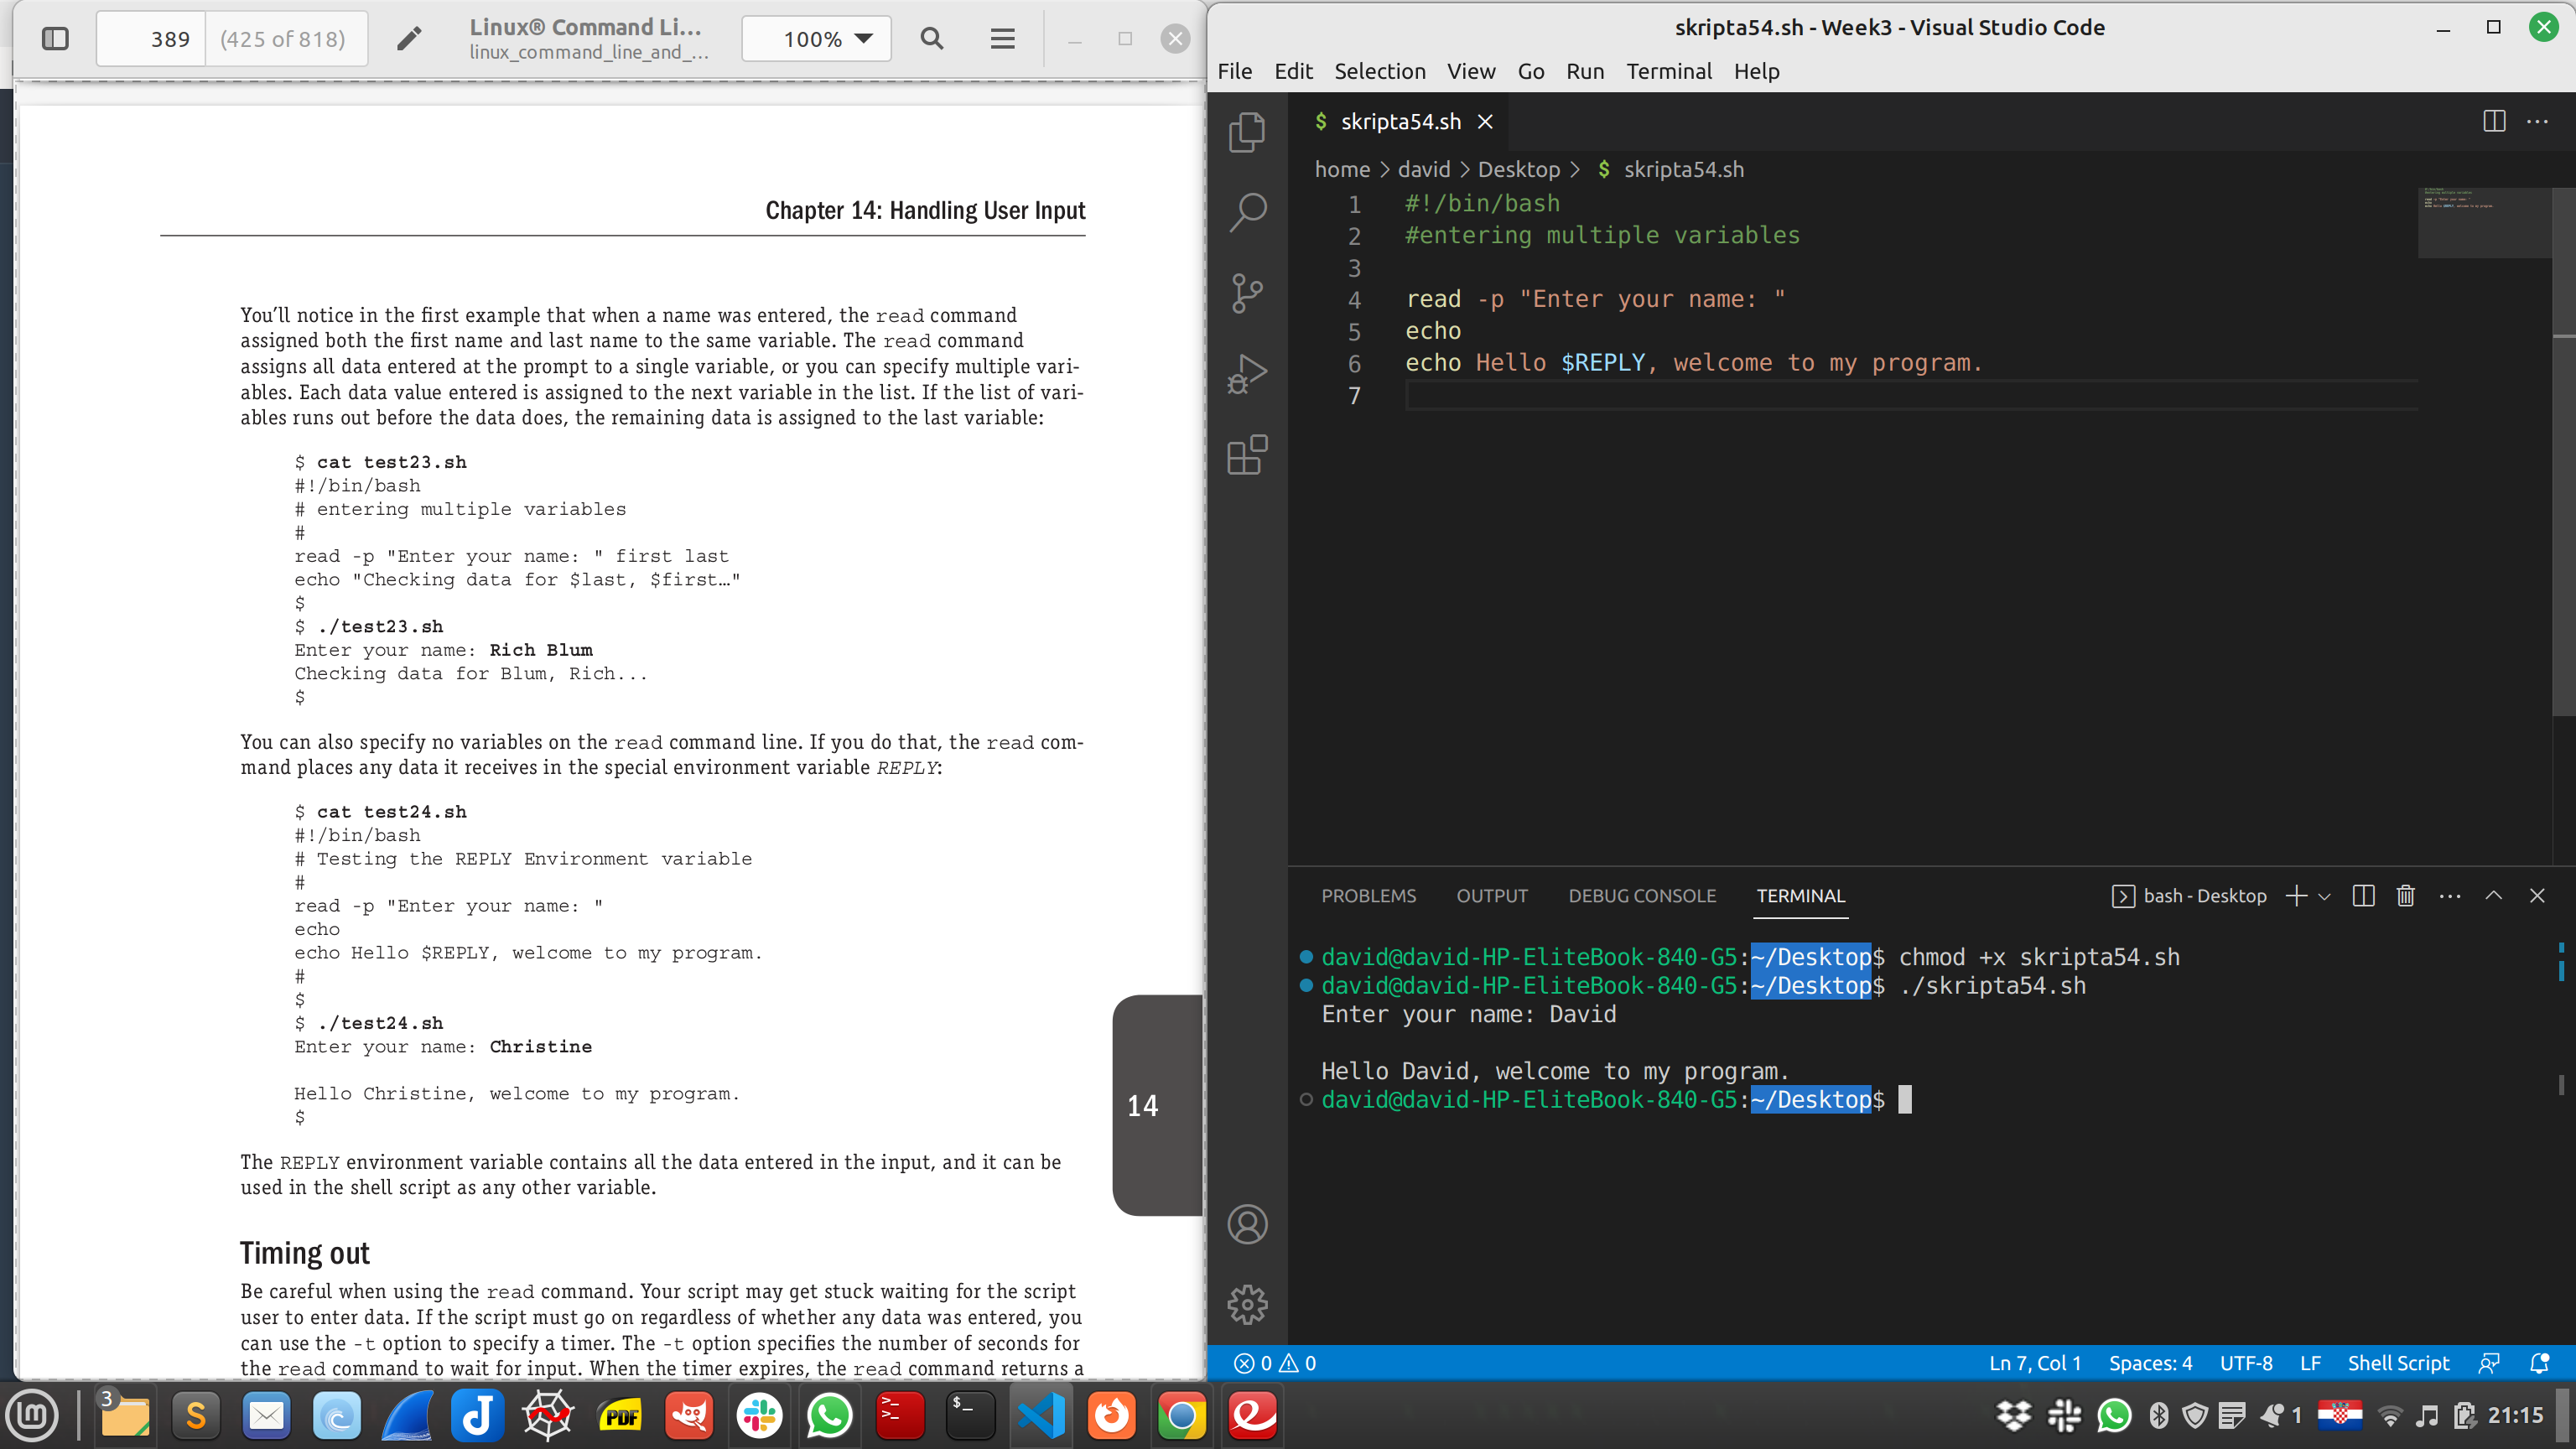 389
(425 of 818)
Linux® Command Li...
linux_command_line_and_...
100%
Chapter 14: Handling User Input
You'll notice in the first example that when a name was entered, the read command
assigned both the first name and last name to the same variable. The read command
assigns all data entered at the prompt to a single variable, or you can specify multiple vari-
ables. Each data value entered is assigned to the next variable in the list. If the list of vari-
ables runs out before the data does, the remaining data is assigned to the last variable:
$ cat test23.sh
#!/bin/bash
# entering multiple variables
#
read -p "Enter your name: " first last
echo "Checking data for $last, $first…"
$
$ ./test23.sh
Enter your name: Rich Blum
Checking data for Blum, Rich...
$
You can also specify no variables on the read command line. If you do that, the read com-
mand places any data it receives in the special environment variable REPLY:
$ cat test24.sh
#!/bin/bash
# Testing the REPLY Environment variable
#
read -p "Enter your name: "
echo
echo Hello $REPLY, welcome to my program.
#
$
$ ./test24.sh
Enter your name: Christine
Hello Christine, welcome to my program.
$
The REPLY environment variable contains all the data entered in the input, and it can be
used in the shell script as any other variable.
14
Timing out
Be careful when using the read command. Your script may get stuck waiting for the script
user to enter data. If the script must go on regardless of whether any data was entered, you
can use the -t option to specify a timer. The -t option specifies the number of seconds for
the read command to wait for input. When the timer expires, the read command returns a
skripta54.sh - Week3 - Visual Studio Code
File Edit Selection View Go Run Terminal Help
$ skripta54.sh
home > david > Desktop > $ skripta54.sh
1 #!/bin/bash
2 #entering multiple variables
3
4 read -p "Enter your name: "
5 echo
6 echo Hello $REPLY, welcome to my program.
7
PROBLEMS OUTPUT DEBUG CONSOLE TERMINAL
bash - Desktop
david@david-HP-EliteBook-840-G5:~/Desktop$ chmod +x skripta54.sh
david@david-HP-EliteBook-840-G5:~/Desktop$ ./skripta54.sh
Enter your name: David
Hello David, welcome to my program.
david@david-HP-EliteBook-840-G5:~/Desktop$
0 0
Ln 7, Col 1 Spaces: 4 UTF-8 LF Shell Script
3
S
PDF
$_
1
21:15